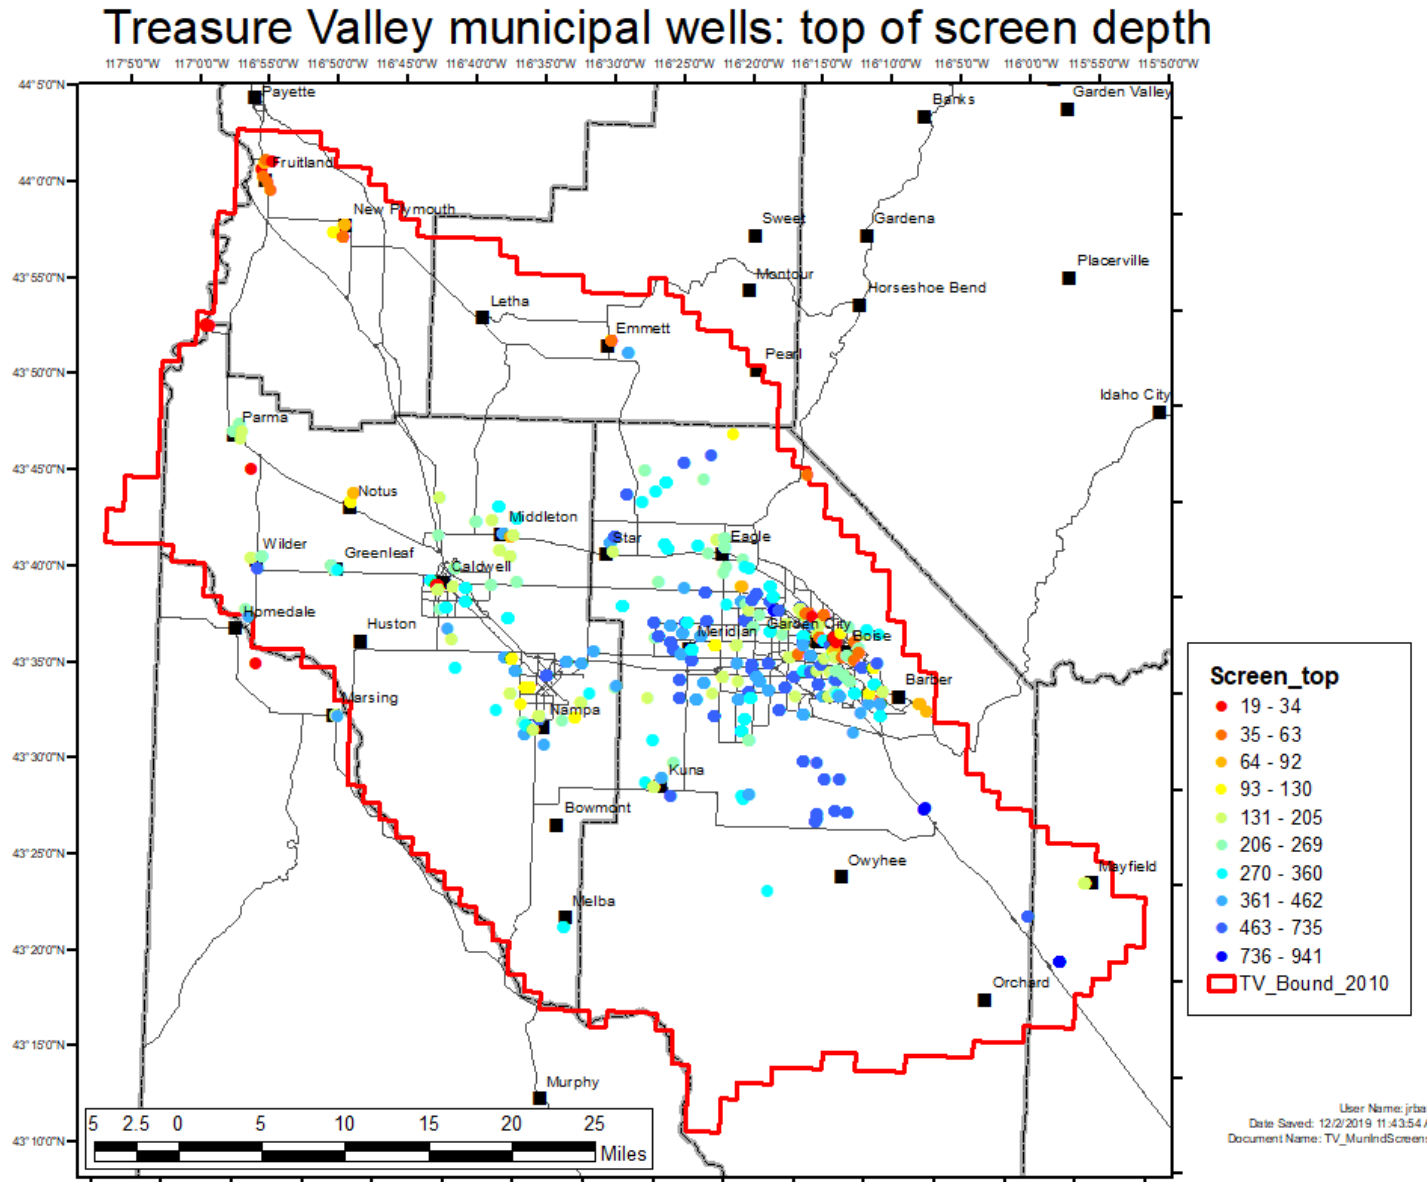 Treasure Valley municipal wells: top of screen depth
117°5'0"W 117°0'0"W 116°55'0"W 116°50'0"W 116°45'0"W 116°40'0"W 116°35'0"W 116°30'0"W 116°25'0"W 116°20'0"W 116°15'0"W 116°10'0"W 116°5'0"W 116°0'0"W 115°55'0"W 115°50'0"W
44°5'0"N
Payette
Banks
Garden Valley
Fruitland
44°0'0"N
New Plymouth
Sweet
Gardena
43°55'0"N
Montour
Placerville
Horseshoe Bend
Letha
Emmett
43°50'0"N
Pearl
Idaho City
Parma
43°45'0"N
Notus
Middleton
Star
Eagle
Wilder
Greenleaf
43°40'0"N
Caldwell
Homedale
Huston
Meridian
Garden City
Boise
43°35'0"N
Barber
Marsing
Nampa
43°30'0"N
Kuna
Bowmont
43°25'0"N
Owyhee
Mayfield
Melba
43°20'0"N
Orchard
43°15'0"N
Murphy
43°10'0"N
5 2.5 0 5 10 15 20 25
Miles
Screen_top
19 - 34
35 - 63
64 - 92
93 - 130
131 - 205
206 - 269
270 - 360
361 - 462
463 - 735
736 - 941
TV_Bound_2010
User Name: jrba
Date Saved: 12/2/2019 11:43:54 A
Document Name: TV_MunIndScreens